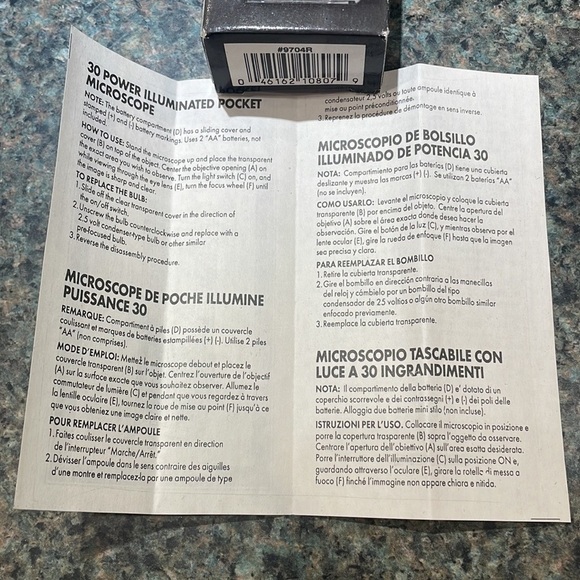 #9704R
0 46162 10807 9
30 POWER ILLUMINATED POCKET
MICROSCOPE
NOTE: The battery compartment (D) has a sliding cover and
stamped (+) and (-) battery markings. Uses 2 "AA" batteries, not
included.
HOW TO USE: Stand the microscope up and place the transparent
cover (B) on top of the object. Center the objective opening (A) on
the exact area you wish to observe. Turn the light switch (C) on, and
while viewing through the eye lens (E), turn the focus wheel (F) until
the image is sharp and clear.
TO REPLACE THE BULB:
1. Slide off the clear transparent cover in the direction of
the on/off switch.
2. Unscrew the bulb counterclockwise and replace with a
2.5 volt condenser-type bulb or other similar
pre-focused bulb.
3. Reverse the disassembly procedure.
MICROSCOPE DE POCHE ILLUMINE
PUISSANCE 30
REMARQUE: Compartiment à piles (D) possède un couvercle
coulissant et marques de batteries estampillées (+) (-). Utilise 2 piles
"AA" (non comprises).
MODE D'EMPLOI: Mettez le microscope debout et placez le
couvercle transparent (B) sur l'objet. Centrez l'ouverture de l'objectif
(A) sur la surface exacte que vous souhaitez observer. Allumez le
commutateur de lumière (C) et pendant que vous regardez à travers
la lentille oculaire (E), tournez la roue de mise au point (F) jusqu'à ce
que vous obteniez une image claire et nette.
POUR REMPLACER L'AMPOULE
1. Faites coulisser le couvercle transparent en direction
de l'interrupteur "Marche/Arrêt."
2. Dévisser l'ampoule dans le sens contraire des aiguilles
d'une montre et remplacez-la par une ampoule de type
condensateur 2,5 volts ou toute ampoule identique à
mise au point préconditionnée.
3. Reprenez la procédure de démontage en sens inverse.
MICROSCOPIO DE BOLSILLO
ILLUMINADO DE POTENCIA 30
NOTA: Compartimiento para las baterías (D) tiene una cubierta
deslizante y muestra las marcas (+) (-). Se utilizan 2 baterías "AA"
(no se incluyen).
COMO USARLO: Levante el microscopio y coloque la cubierta
transparente (B) por encima del objeto. Centre la apertura del
objetivo (A) sobre el área exacta donde desea hacer la
observación. Gire el botón de la luz (C), y mientras observa por el
lente ocular (E), gire la rueda de enfoque (F) hasta que la imagen
sea precisa y clara.
PARA REEMPLAZAR EL BOMBILLO
1. Retire la cubierta transparente.
2. Gire el bombillo en dirección contraria a las manecillas
del reloj y cámbielo por un bombillo del tipo
condensador de 25 voltios o algún otro bombillo similar
enfocado previamente.
3. Reemplace la cubierta transparente.
MICROSCOPIO TASCABILE CON
LUCE A 30 INGRANDIMENTI
NOTA: Il compartimento della batteria (D) e' dotato di un
coperchio scorrevole e dei contrassegni (+) e (-) dei poli delle
batterie. Alloggia due batterie mini stilo (non incluse).
ISTRUZIONI PER L'USO. Collocare il microscopio in posizione e
porre la copertura trasparente (B) sopra l'oggetto da osservare.
Centrare l'apertura dell'obiettivo (A) sull'area esatta desiderata.
Porre l'interruttore dell'illuminazione (C) sulla posizione ON e,
guardando attraverso l'oculare (E), girare la rotella di messa a
fuoco (F) finché l'immagine non appare chiara e nitida.